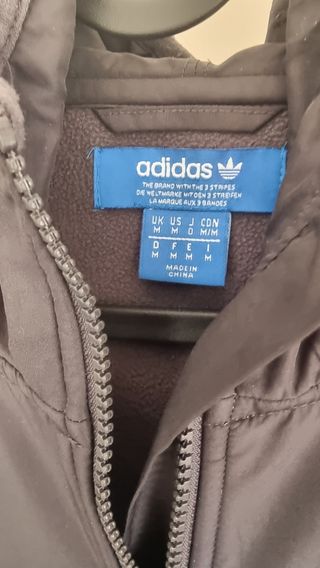 adidas
THE BRAND WITH THE 3 STRIPES
DIE WELTMARKE MIT DEN 3 STREIFEN
LA MARQUE AUX 3 BANDES
UK US J CDN
M M O M/M
D F E I
M M M M
MADE IN
CHINA